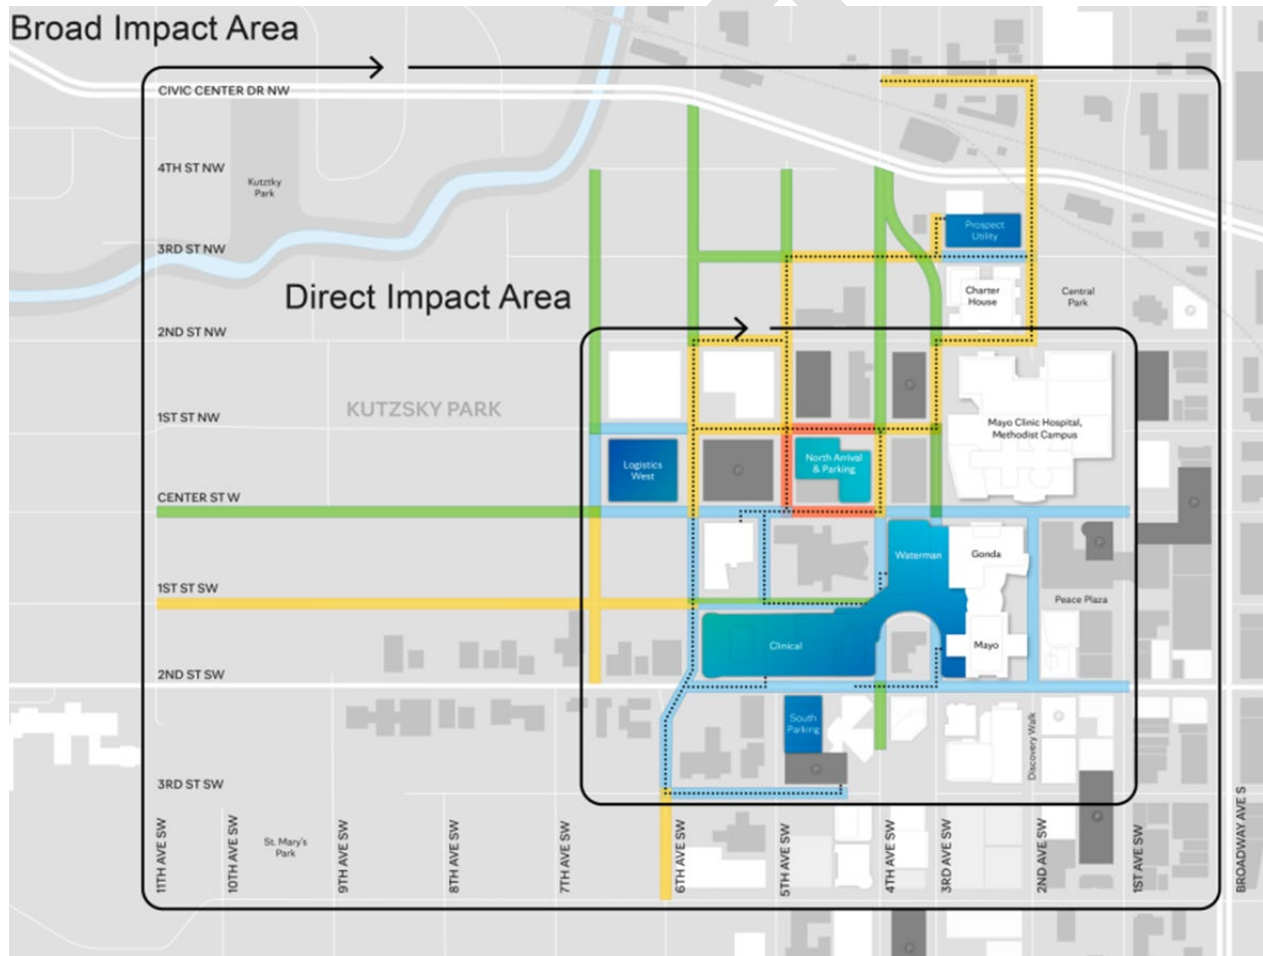 Broad Impact Area
CIVIC CENTER DR NW
4TH ST NW
Kutztky
Park
3RD ST NW
Prospect
Utility
Direct Impact Area
Charter
House
Central
Park
2ND ST NW
KUTZSKY PARK
1ST ST NW
Mayo Clinic Hospital,
Methodist Campus
Logistics
West
North Arrival
& Parking
CENTER ST W
Waterman
Gonda
1ST ST SW
Peace Plaza
Clinical
Mayo
2ND ST SW
South
Parking
Discovery Walk
3RD ST SW
St. Mary's
Park
11TH AVE SW
10TH AVE SW
9TH AVE SW
8TH AVE SW
7TH AVE SW
6TH AVE SW
5TH AVE SW
4TH AVE SW
3RD AVE SW
2ND AVE SW
1ST AVE SW
BROADWAY AVE S